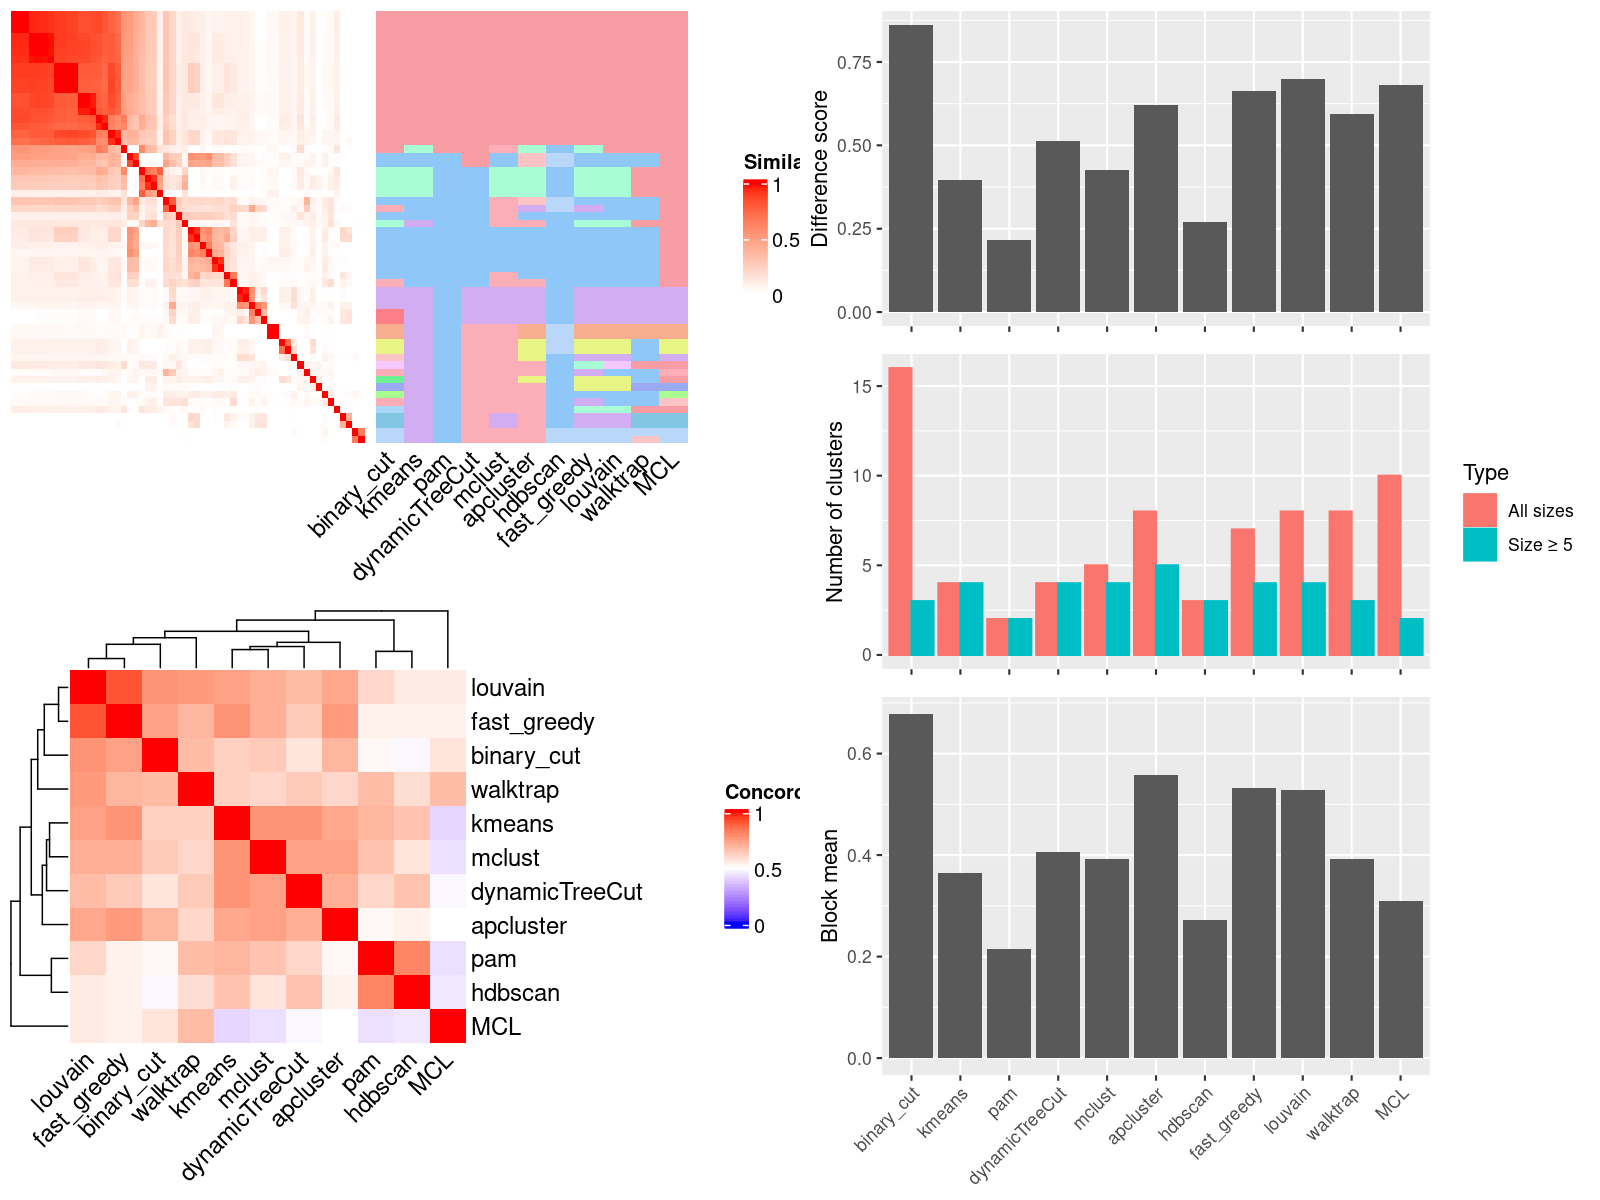 Simila
1
0.5
0
binary_cut
kmeans
pam
dynamicTreeCut
mclust
apcluster
hdbscan
fast_greedy
louvain
walktrap
MCL
louvain
fast_greedy
binary_cut
walktrap
kmeans
mclust
dynamicTreeCut
apcluster
pam
hdbscan
MCL
Concord
1
0.5
0
louvain
fast_greedy
binary_cut
walktrap
kmeans
mclust
dynamicTreeCut
apcluster
pam
hdbscan
MCL
Difference score
0.75
0.50
0.25
0.00
Number of clusters
15
10
5
0
Type
All sizes
Size ≥ 5
Block mean
0.6
0.4
0.2
0.0
binary_cut
kmeans
pam
dynamicTreeCut
mclust
apcluster
hdbscan
fast_greedy
louvain
walktrap
MCL